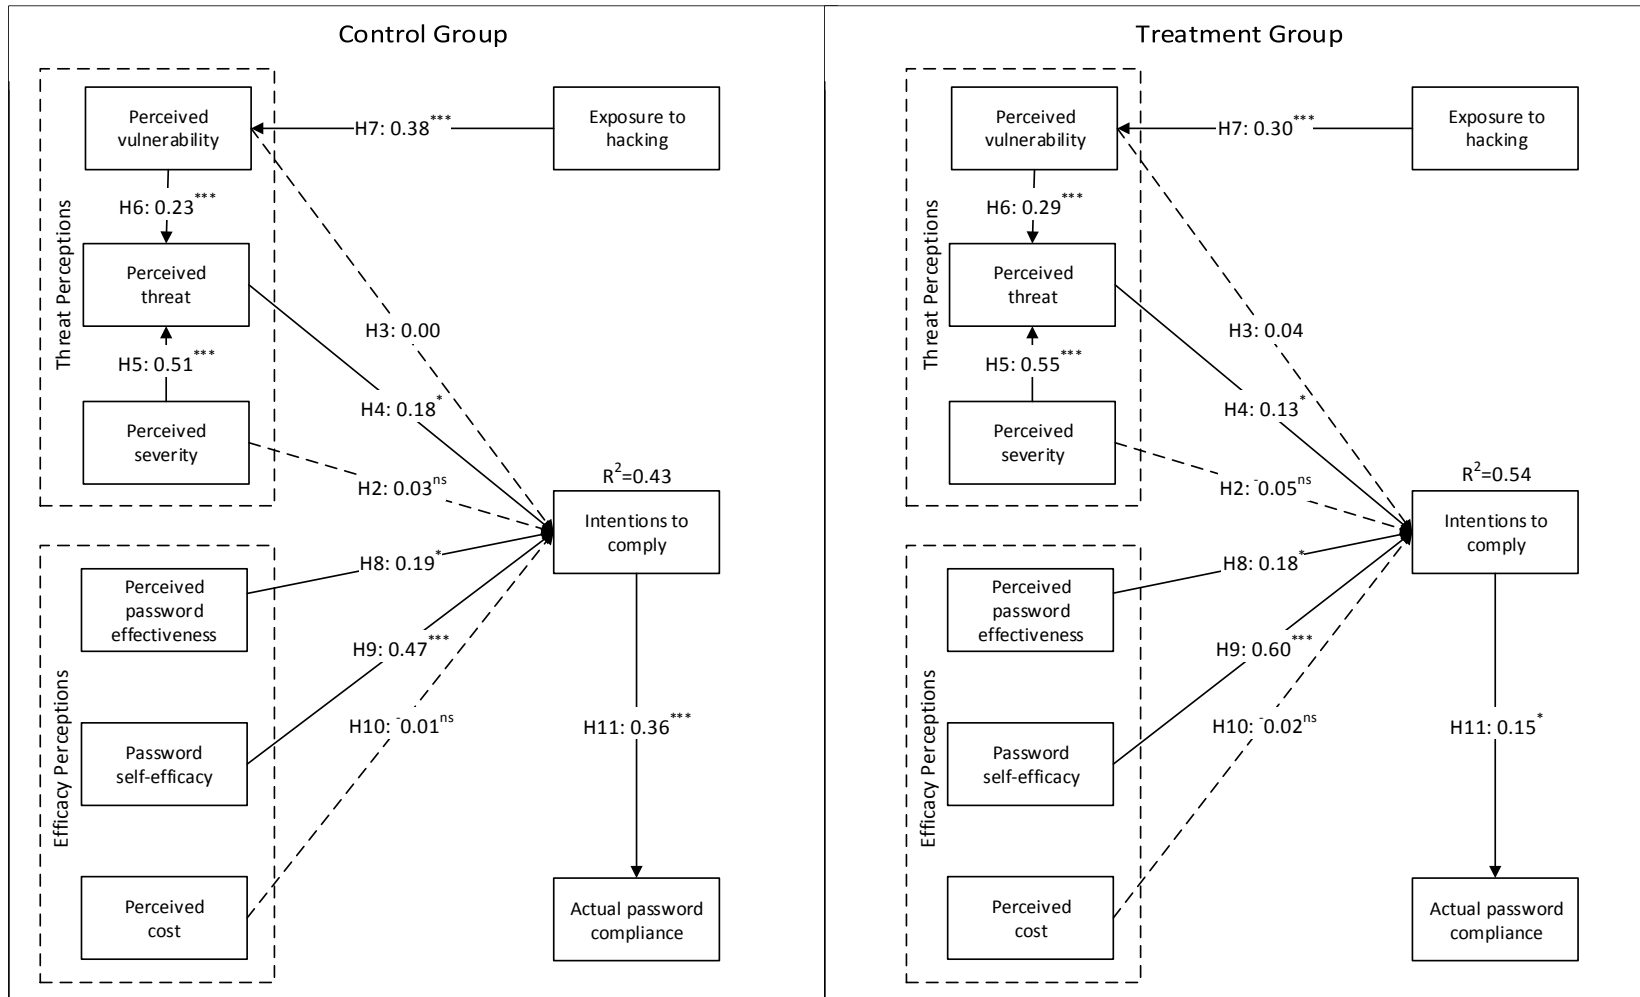 Control Group
Perceived
vulnerability
H7: 0.38***
Exposure to
hacking
H6: 0.23***
Threat Perceptions
Perceived
threat
H3: 0.00
H5: 0.51***
H4: 0.18*
Perceived
severity
H2: 0.03ns
R2=0.43
Intentions to
comply
H8: 0.19*
Perceived
password
effectiveness
H9: 0.47***
Efficacy Perceptions
Password
self-efficacy
H10: -0.01ns
H11: 0.36***
Perceived
cost
Actual password
compliance
Treatment Group
Perceived
vulnerability
H7: 0.30***
Exposure to
hacking
H6: 0.29***
Threat Perceptions
Perceived
threat
H3: 0.04
H5: 0.55***
H4: 0.13*
Perceived
severity
H2: -0.05ns
R2=0.54
Intentions to
comply
H8: 0.18*
Perceived
password
effectiveness
H9: 0.60***
Efficacy Perceptions
Password
self-efficacy
H10: -0.02ns
H11: 0.15*
Perceived
cost
Actual password
compliance